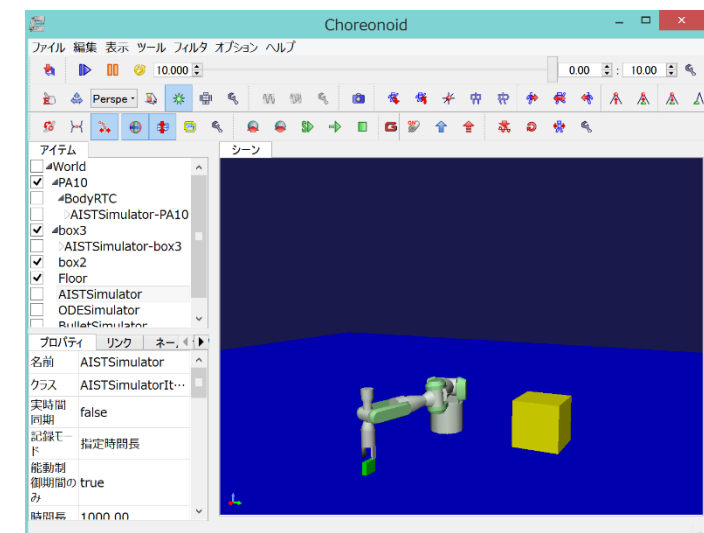 Choreonoid
ファイル 編集 表示 ツール フィルタ オプション ヘルプ
10.000 0.00 : 10.00
Perspe
アイテム シーン
World
PA10
BodyRTC
AISTSimulator-PA10
box3
AISTSimulator-box3
box2
Floor
AISTSimulator
ODESimulator
BulletSimulator
プロパティ リンク ネー
名前 AISTSimulator
クラス AISTSimulatorIt…
実時間
同期 false
記録モー
ド 指定時間長
能動制
御期間の
み true
時間長 1000.00